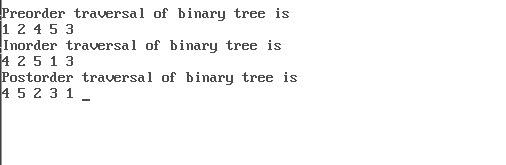 Preorder traversal of binary tree is
1 2 4 5 3
Inorder traversal of binary tree is
4 2 5 1 3
Postorder traversal of binary tree is
4 5 2 3 1 _